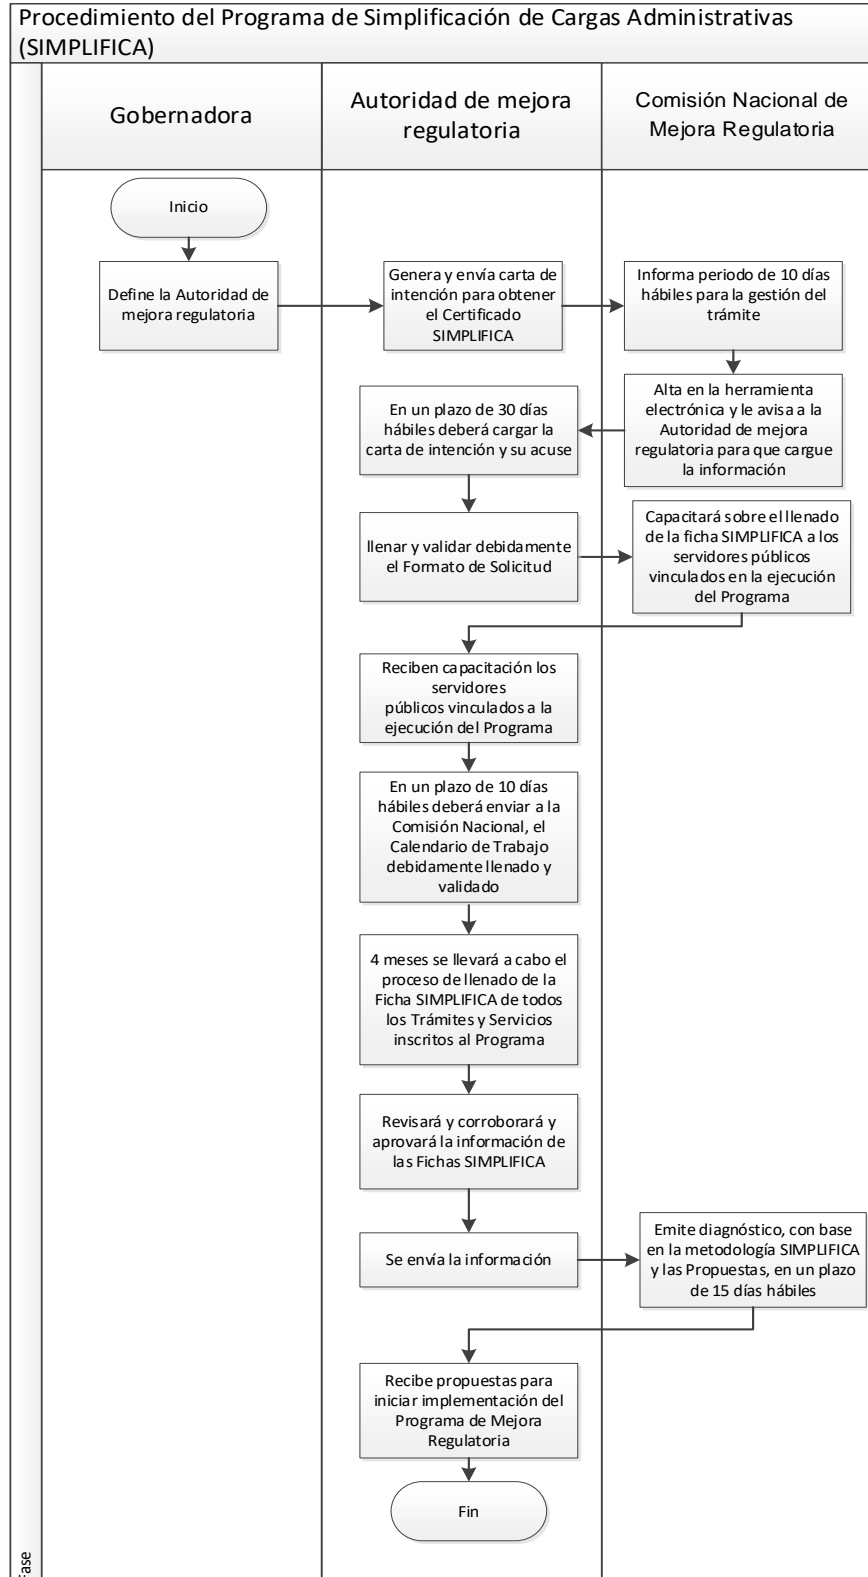 Procedimiento del Programa de Simplificación de Cargas Administrativas
(SIMPLIFICA)
Gobernadora
Autoridad de mejora
regulatoria
Comisión Nacional de
Mejora Regulatoria
Inicio
Define la Autoridad de
mejora regulatoria
Genera y envía carta de
intención para obtener
el Certificado
SIMPLIFICA
Informa periodo de 10 días
hábiles para la gestión del
trámite
Alta en la herramienta
electrónica y le avisa a la
Autoridad de mejora
regulatoria para que cargue
la información
En un plazo de 30 días
hábiles deberá cargar la
carta de intención y su acuse
llenar y validar debidamente
el Formato de Solicitud
Capacitará sobre el llenado
de la ficha SIMPLIFICA a los
servidores públicos
vinculados en la ejecución
del Programa
Reciben capacitación los
servidores
públicos vinculados a la
ejecución del Programa
En un plazo de 10 días
hábiles deberá enviar a la
Comisión Nacional, el
Calendario de Trabajo
debidamente llenado y
validado
4 meses se llevará a cabo el
proceso de llenado de la
Ficha SIMPLIFICA de todos
los Trámites y Servicios
inscritos al Programa
Revisará y corroborará y
aprovará la información de
las Fichas SIMPLIFICA
Se envía la información
Emite diagnóstico, con base
en la metodología SIMPLIFICA
y las Propuestas, en un plazo
de 15 días hábiles
Recibe propuestas para
iniciar implementación del
Programa de Mejora
Regulatoria
Fin
Fase